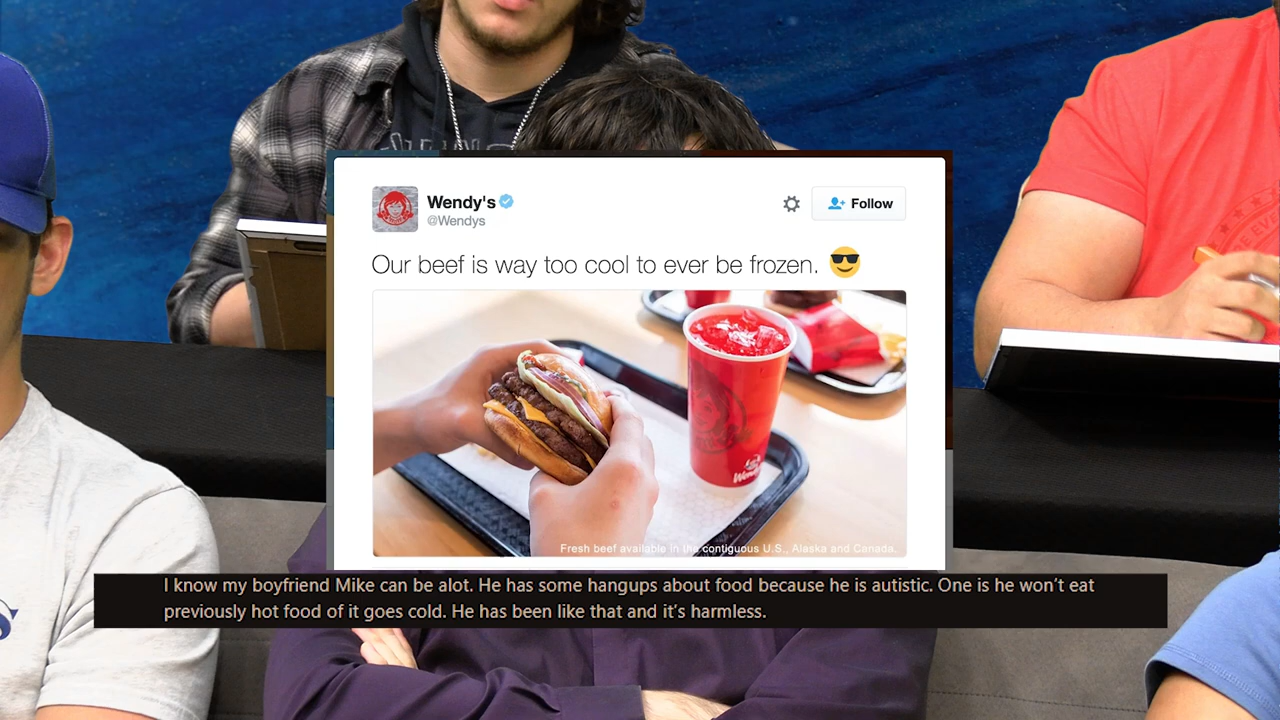 Wendy's
@Wendys
Follow
Our beef is way too cool to ever be frozen. 😎
Wendy's
Fresh beef available in the contiguous U.S., Alaska and Canada.
I know my boyfriend Mike can be alot. He has some hangups about food because he is autistic. One is he won’t eat
previously hot food of it goes cold. He has been like that and it’s harmless.